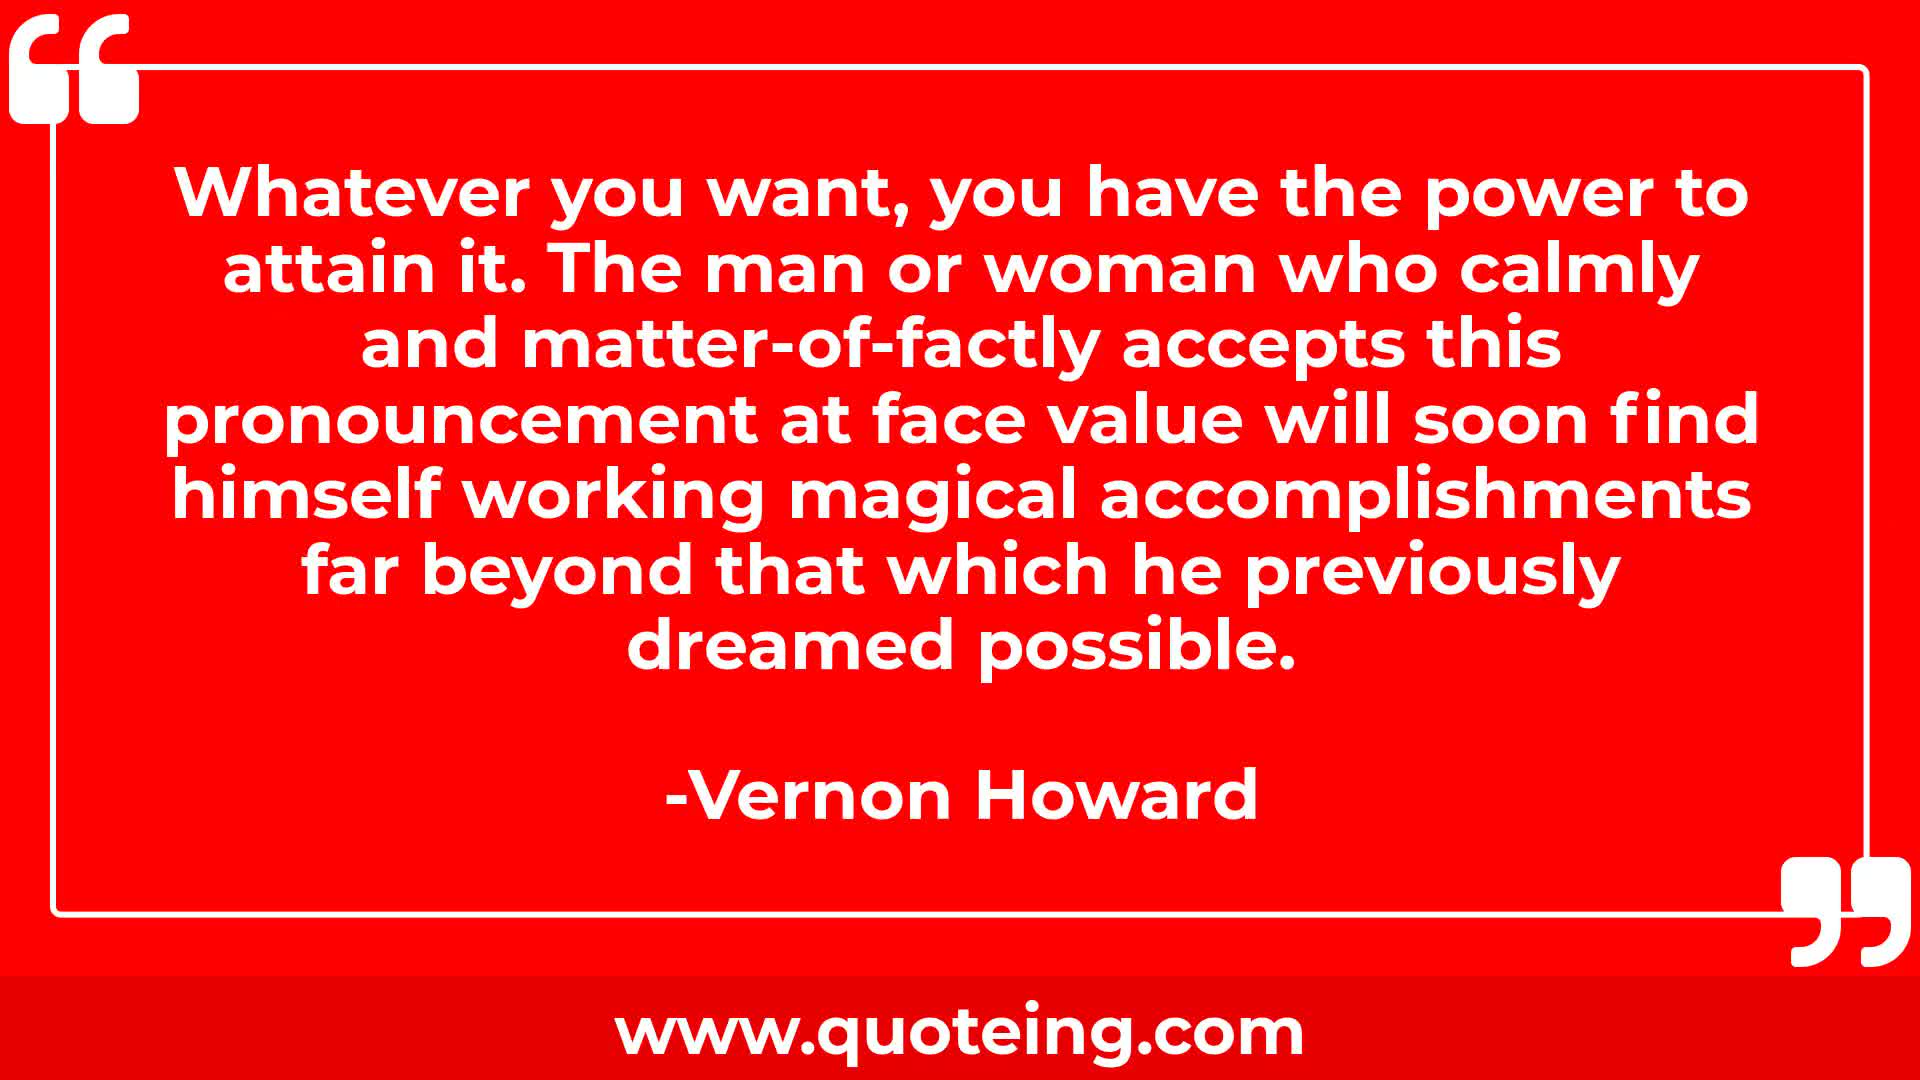 Whatever you want, you have the power to
attain it. The man or woman who calmly
and matter-of-factly accepts this
pronouncement at face value will soon find
himself working magical accomplishments
far beyond that which he previously
dreamed possible.
-Vernon Howard
www.quoteing.com